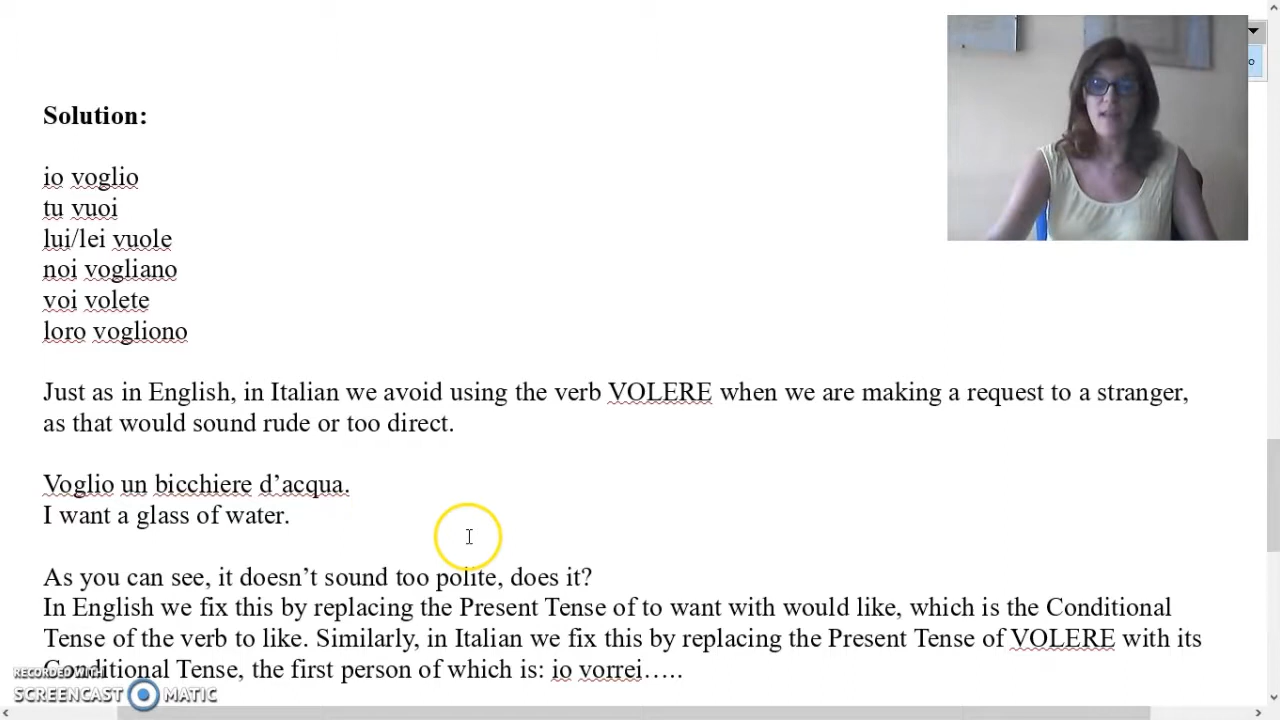 Solution:
io voglio
tu vuoi
lui/lei vuole
noi vogliano
voi volete
loro vogliono
Just as in English, in Italian we avoid using the verb VOLERE when we are making a request to a stranger,
as that would sound rude or too direct.
Voglio un bicchiere d’acqua.
I want a glass of water.
As you can see, it doesn’t sound too polite, does it?
In English we fix this by replacing the Present Tense of to want with would like, which is the Conditional
Tense of the verb to like. Similarly, in Italian we fix this by replacing the Present Tense of VOLERE with its
Conditional Tense, the first person of which is: io vorrei…..
RECORDED WITH
SCREENCAST MATIC
o